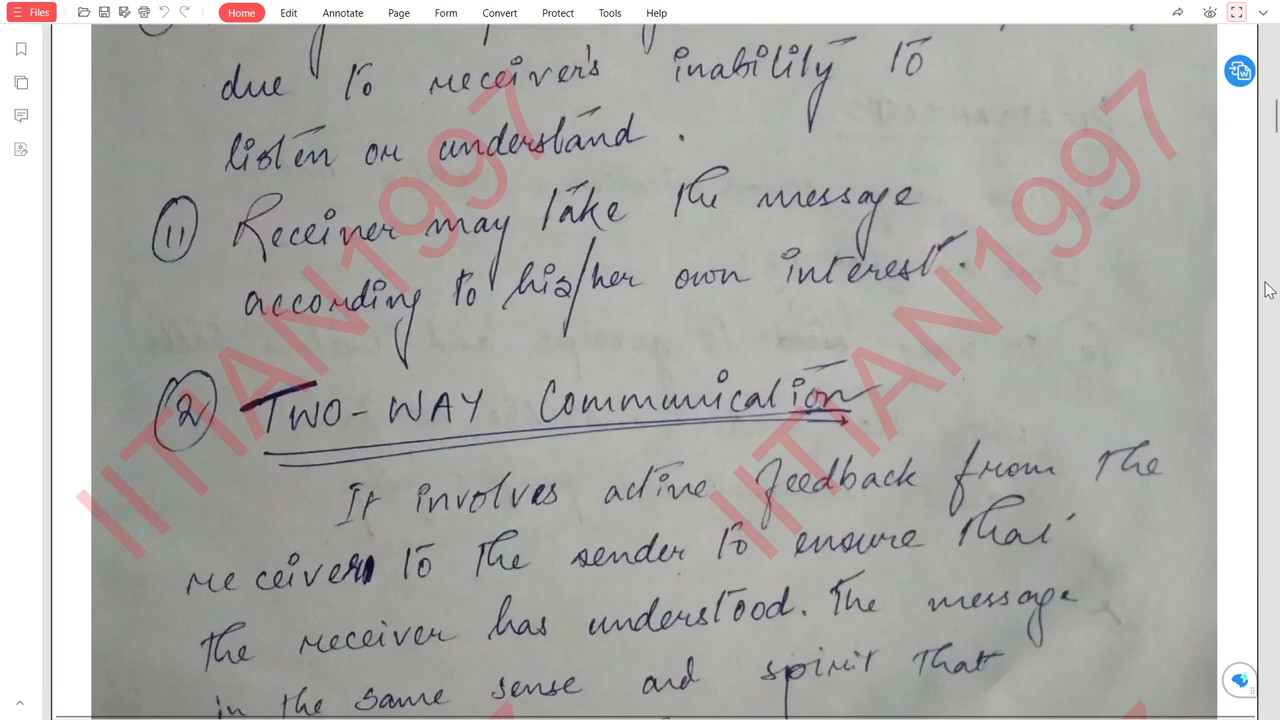 Files
Home
Edit
Annotate
Page
Form
Convert
Protect
Tools
Help
due to receiver's inability to
listen or understand.
(11) Receiver may take the message
according to his/her own interest.
(2) TWO-WAY Communication
It involves active feedback from the
receiver to the sender to ensure that
the receiver has understood. The message
in the same sense and spirit that
IITIAN1997
IITIAN1997